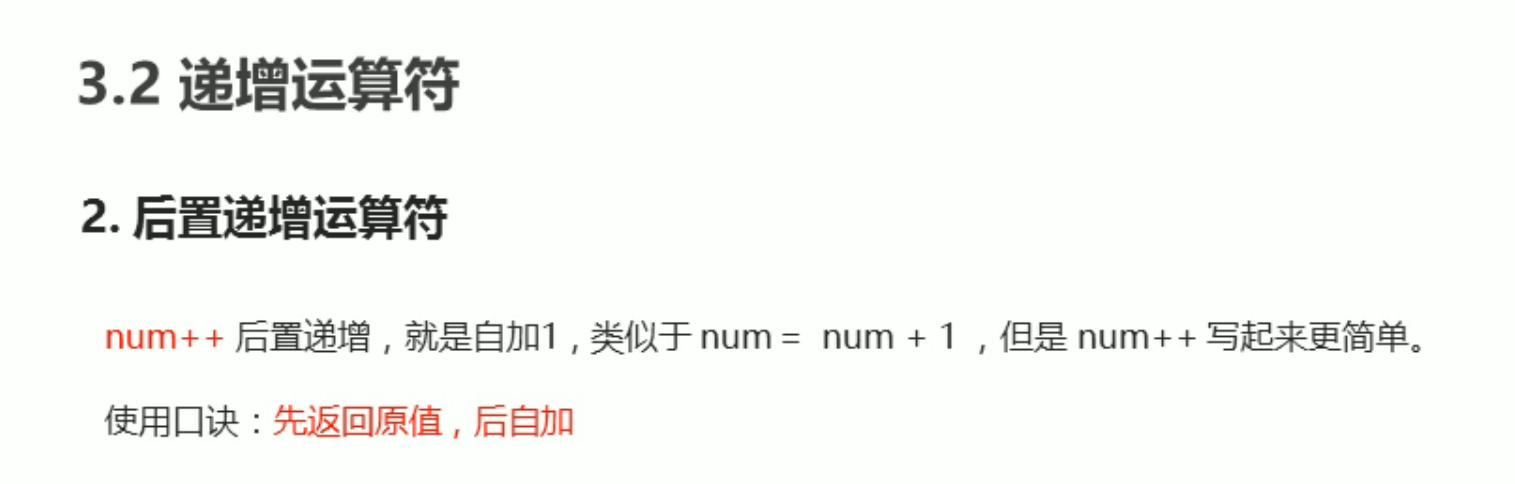 3.2 递增运算符
2. 后置递增运算符
num++ 后置递增，就是自加1，类似于 num = num + 1 ，但是 num++ 写起来更简单。
使用口诀：先返回原值，后自加